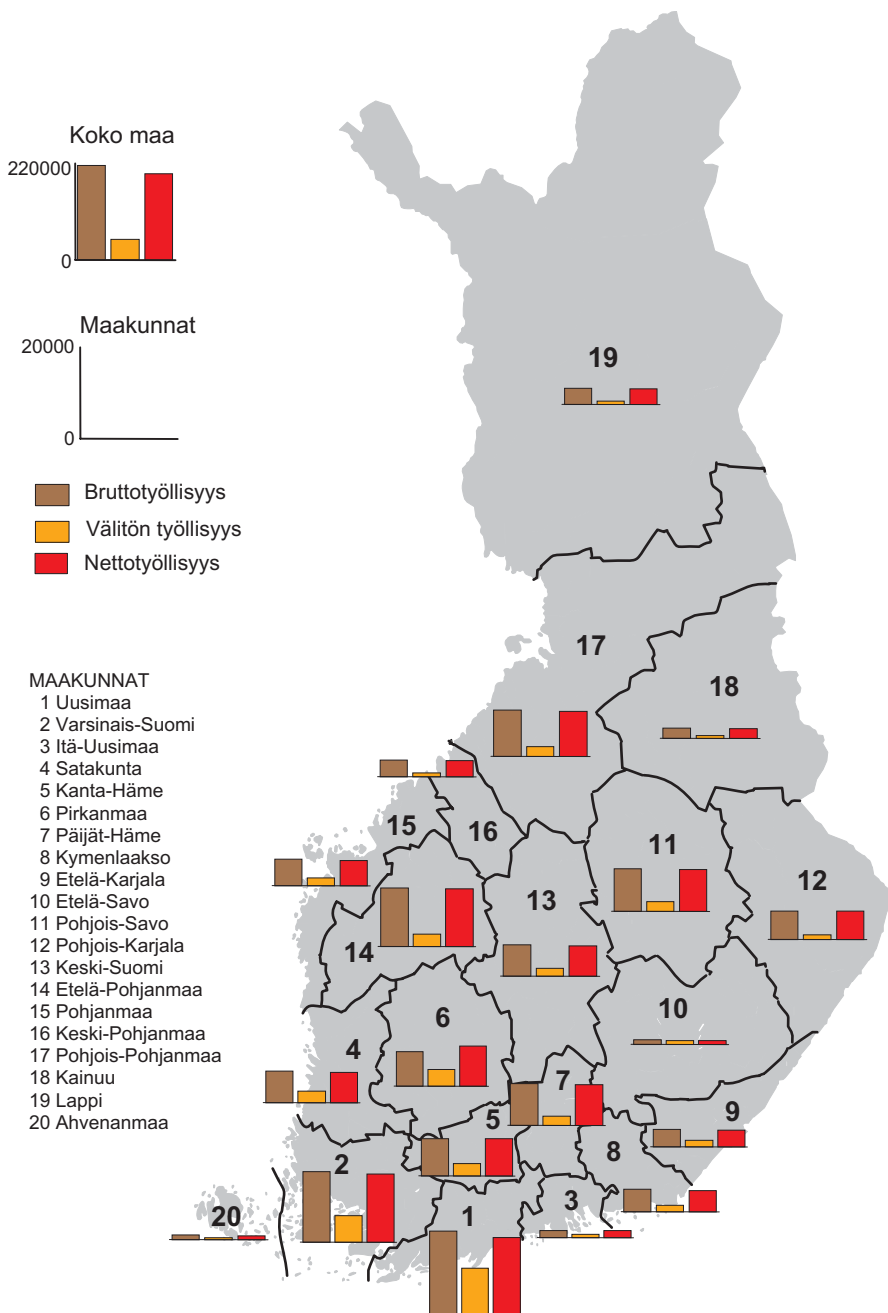 Koko maa
220000
0
Maakunnat
20000
0
Bruttotyöllisyys
Välitön työllisyys
Nettotyöllisyys
MAAKUNNAT
1 Uusimaa
2 Varsinais-Suomi
3 Itä-Uusimaa
4 Satakunta
5 Kanta-Häme
6 Pirkanmaa
7 Päijät-Häme
8 Kymenlaakso
9 Etelä-Karjala
10 Etelä-Savo
11 Pohjois-Savo
12 Pohjois-Karjala
13 Keski-Suomi
14 Etelä-Pohjanmaa
15 Pohjanmaa
16 Keski-Pohjanmaa
17 Pohjois-Pohjanmaa
18 Kainuu
19 Lappi
20 Ahvenanmaa
19
17
18
15
16
11
12
13
14
10
6
4
7
5
9
8
2
3
20
1